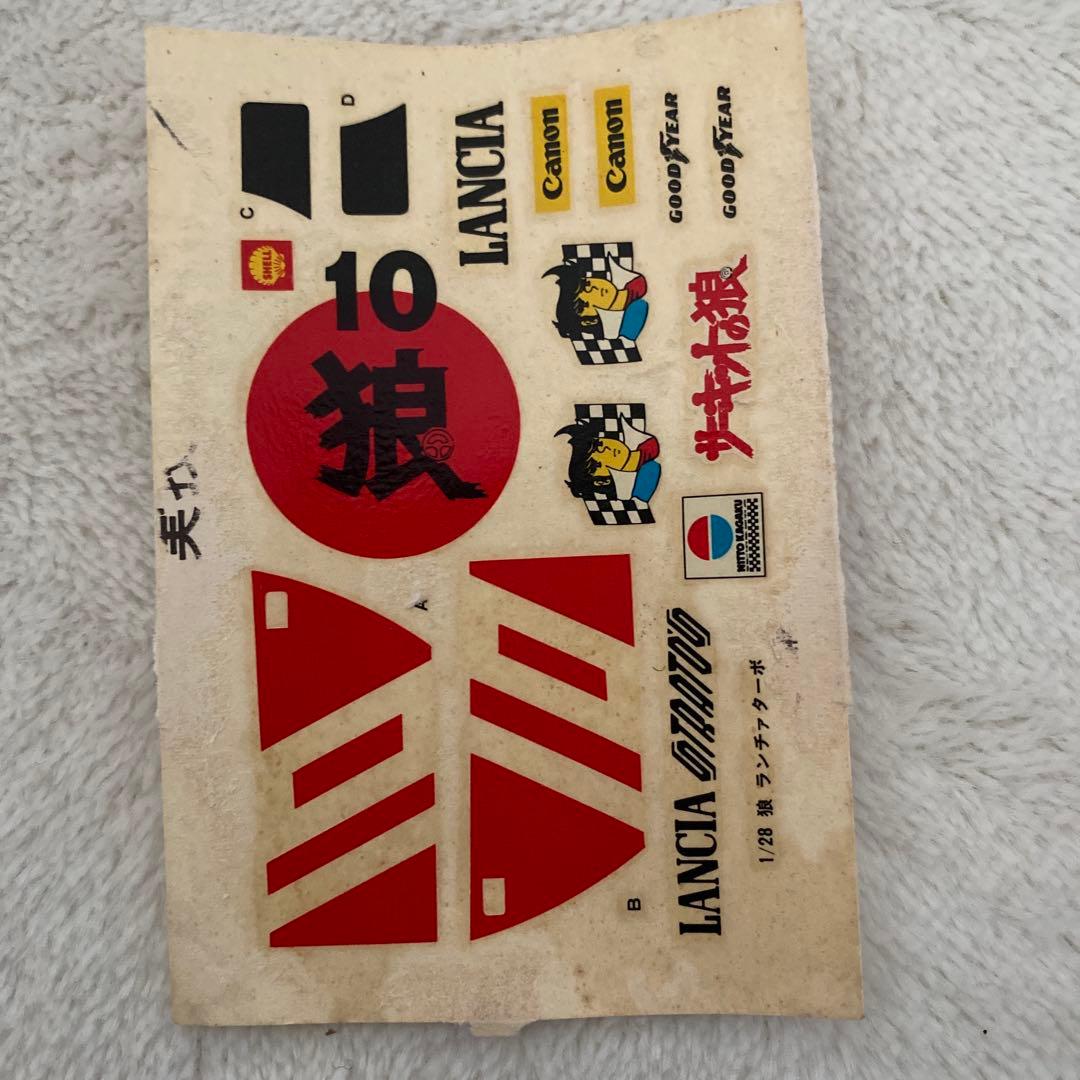 C
D
SHELL
10
狼
LANCIA
Canon
Canon
GOODYEAR
GOODYEAR
サーキットの狼
NITTO KAGAKU
A
B
LANCIA STRATOS
1/28 狼 ランチァターボ